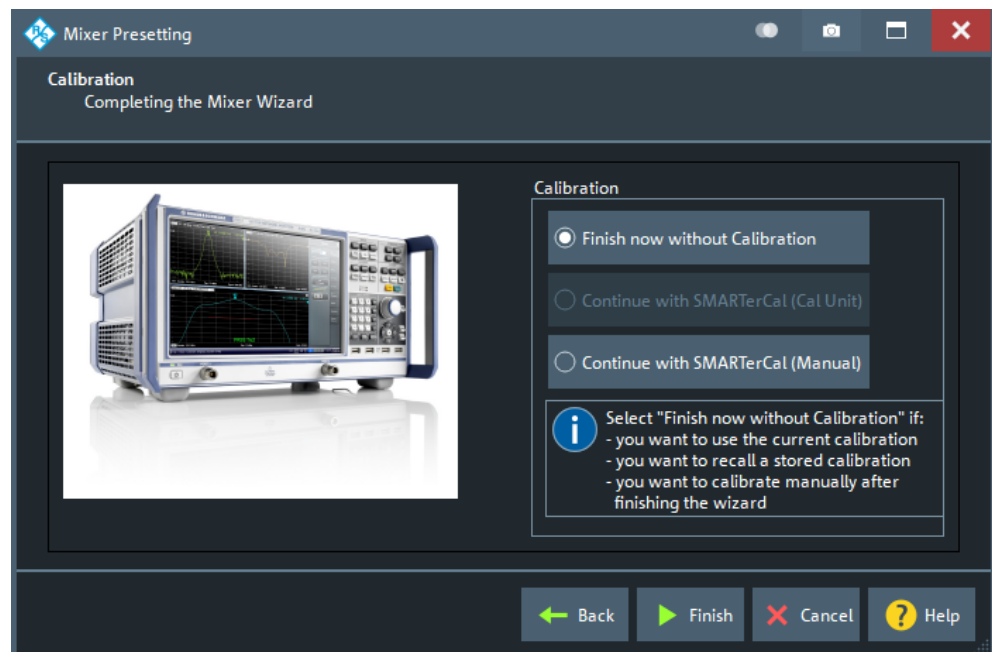 Mixer Presetting
Calibration
Completing the Mixer Wizard
Calibration
Finish now without Calibration
Continue with SMARTerCal (Cal Unit)
Continue with SMARTerCal (Manual)
Select "Finish now without Calibration" if:
- you want to use the current calibration
- you want to recall a stored calibration
- you want to calibrate manually after
finishing the wizard
Back
Finish
Cancel
Help